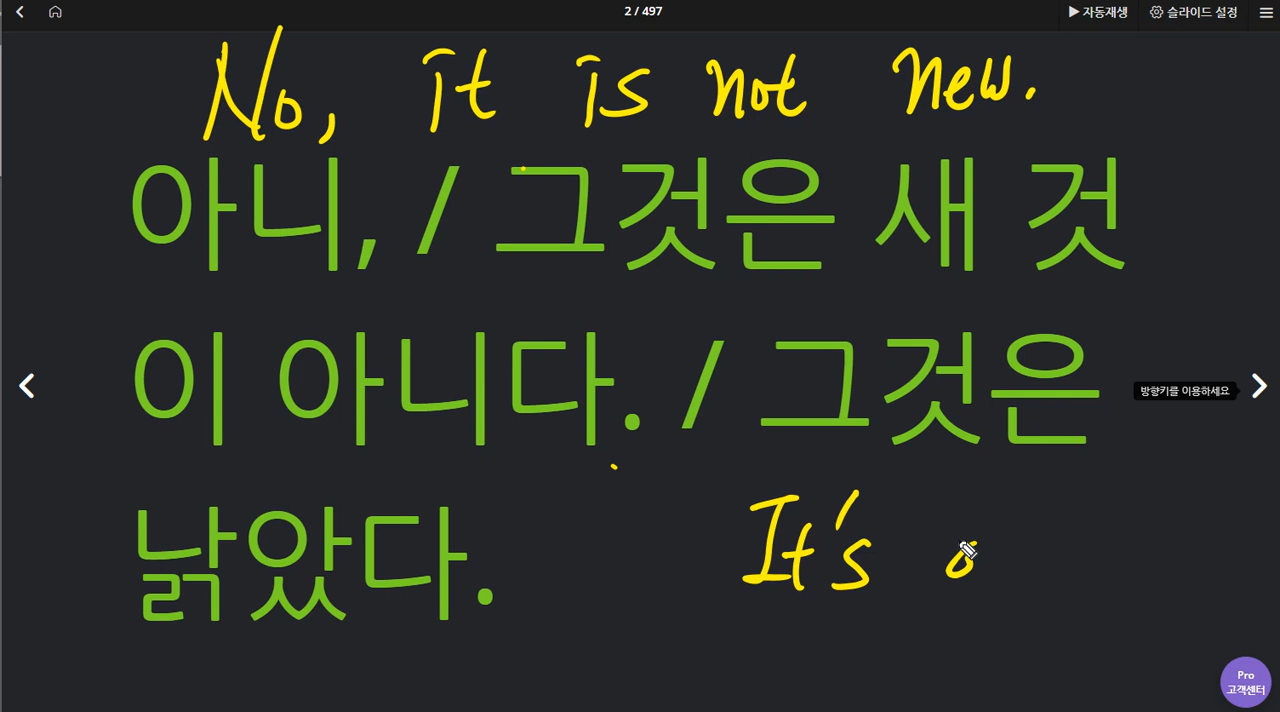 2 / 497
자동재생
슬라이드 설정
No, it is not new.
아니, / 그것은 새 것
이 아니다. / 그것은
방향키를 이용하세요
낡았다.
It's o
Pro
고객센터